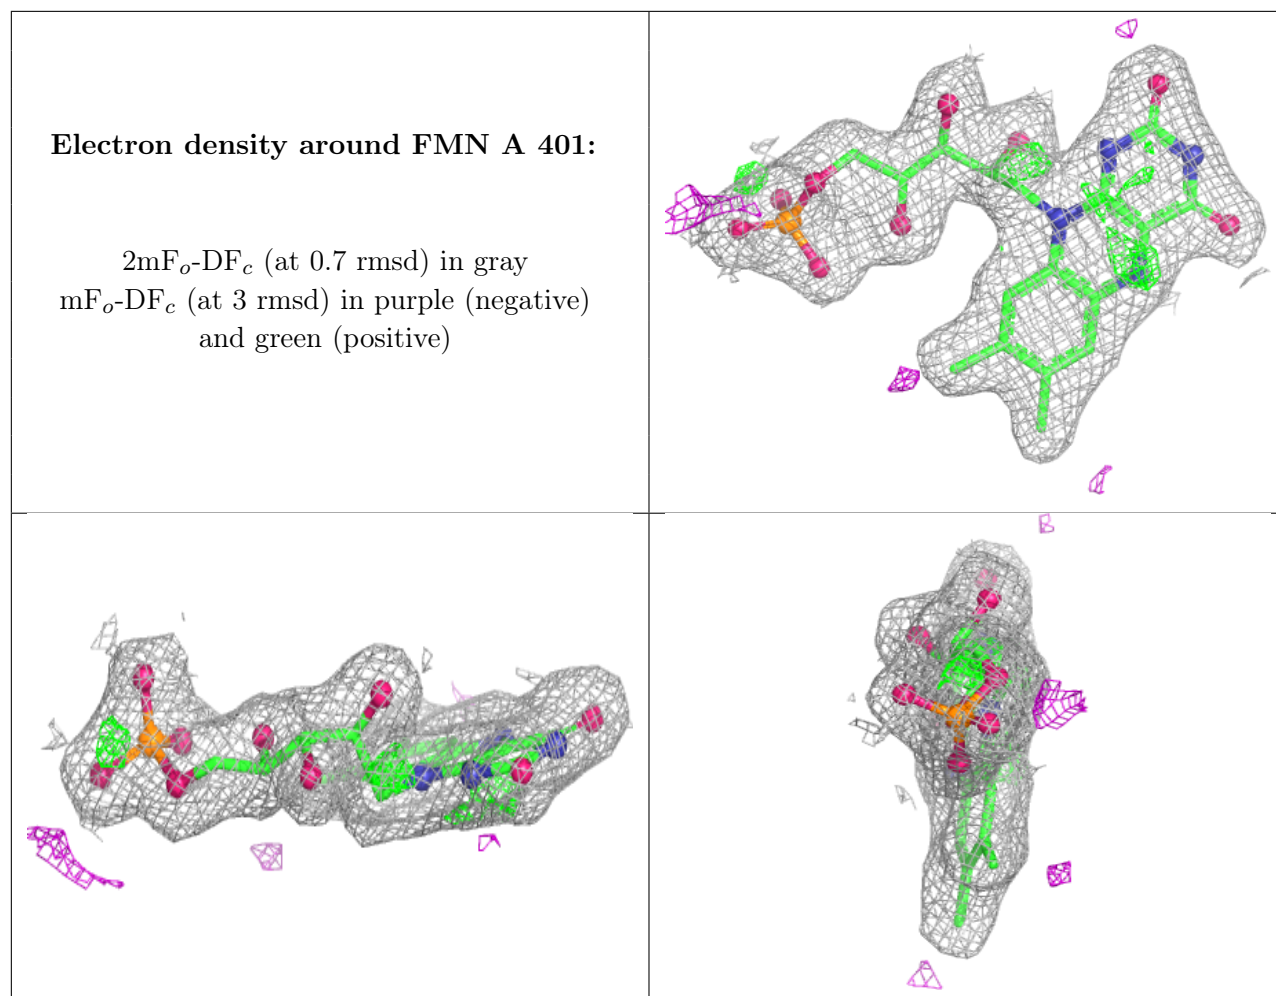 Electron density around FMN A 401:
2mFo-DFc (at 0.7 rmsd) in gray
mFo-DFc (at 3 rmsd) in purple (negative)
and green (positive)